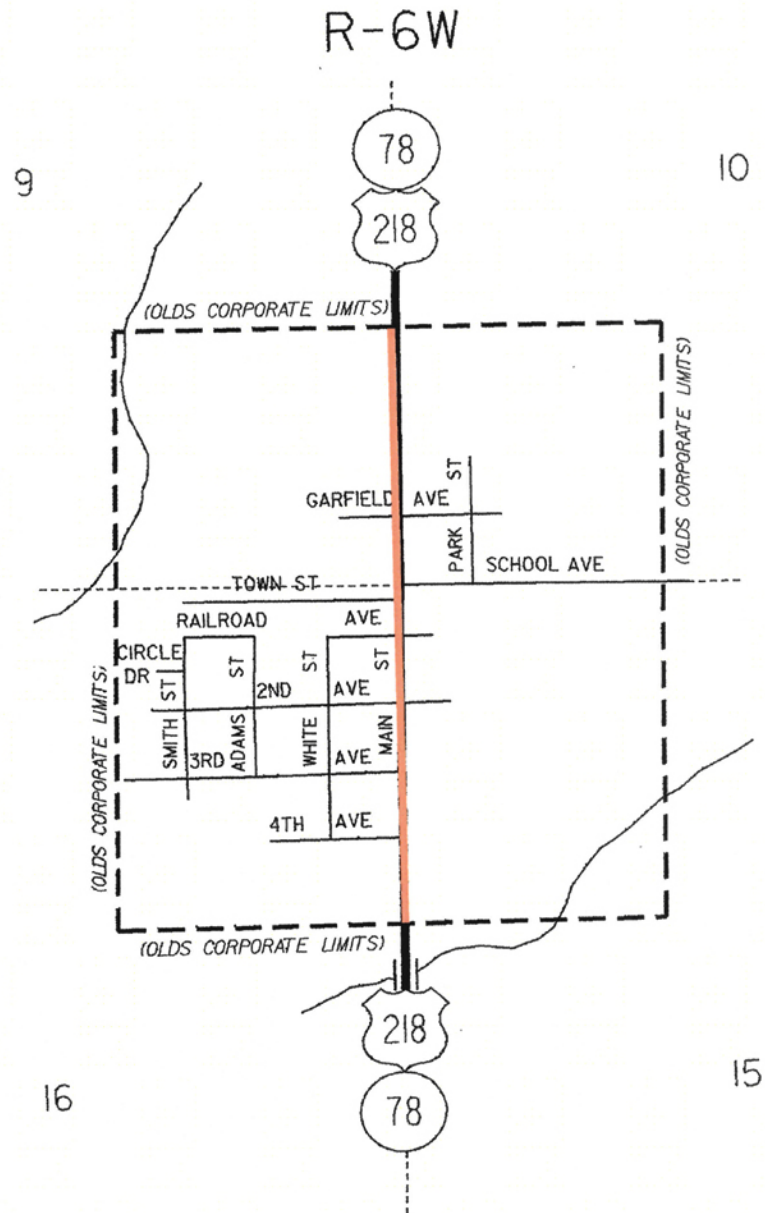 R-6W
78
9
10
218
(OLDS CORPORATE LIMITS)
(OLDS CORPORATE LIMITS)
GARFIELD AVE
PARK ST
SCHOOL AVE
TOWN ST
RAILROAD AVE
CIRCLE
DR
SMITH ST
ADAMS ST
WHITE ST
MAIN ST
2ND AVE
3RD AVE
4TH AVE
(OLDS CORPORATE LIMITS)
(OLDS CORPORATE LIMITS)
218
16
15
78